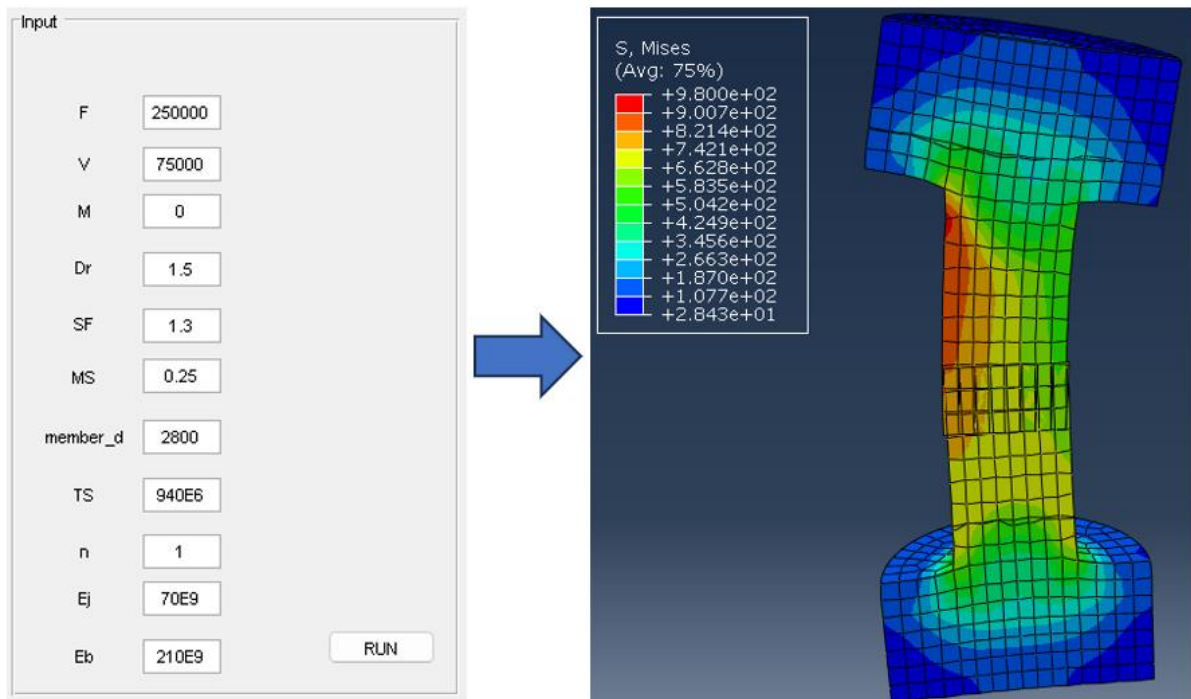 Input
F 250000
V 75000
M 0
Dr 1.5
SF 1.3
MS 0.25
member_d 2800
TS 940E6
n 1
Ej 70E9
Eb 210E9
RUN
S, Mises
(Avg: 75%)
+9.800e+02
+9.007e+02
+8.214e+02
+7.421e+02
+6.628e+02
+5.835e+02
+5.042e+02
+4.249e+02
+3.456e+02
+2.663e+02
+1.870e+02
+1.077e+02
+2.843e+01